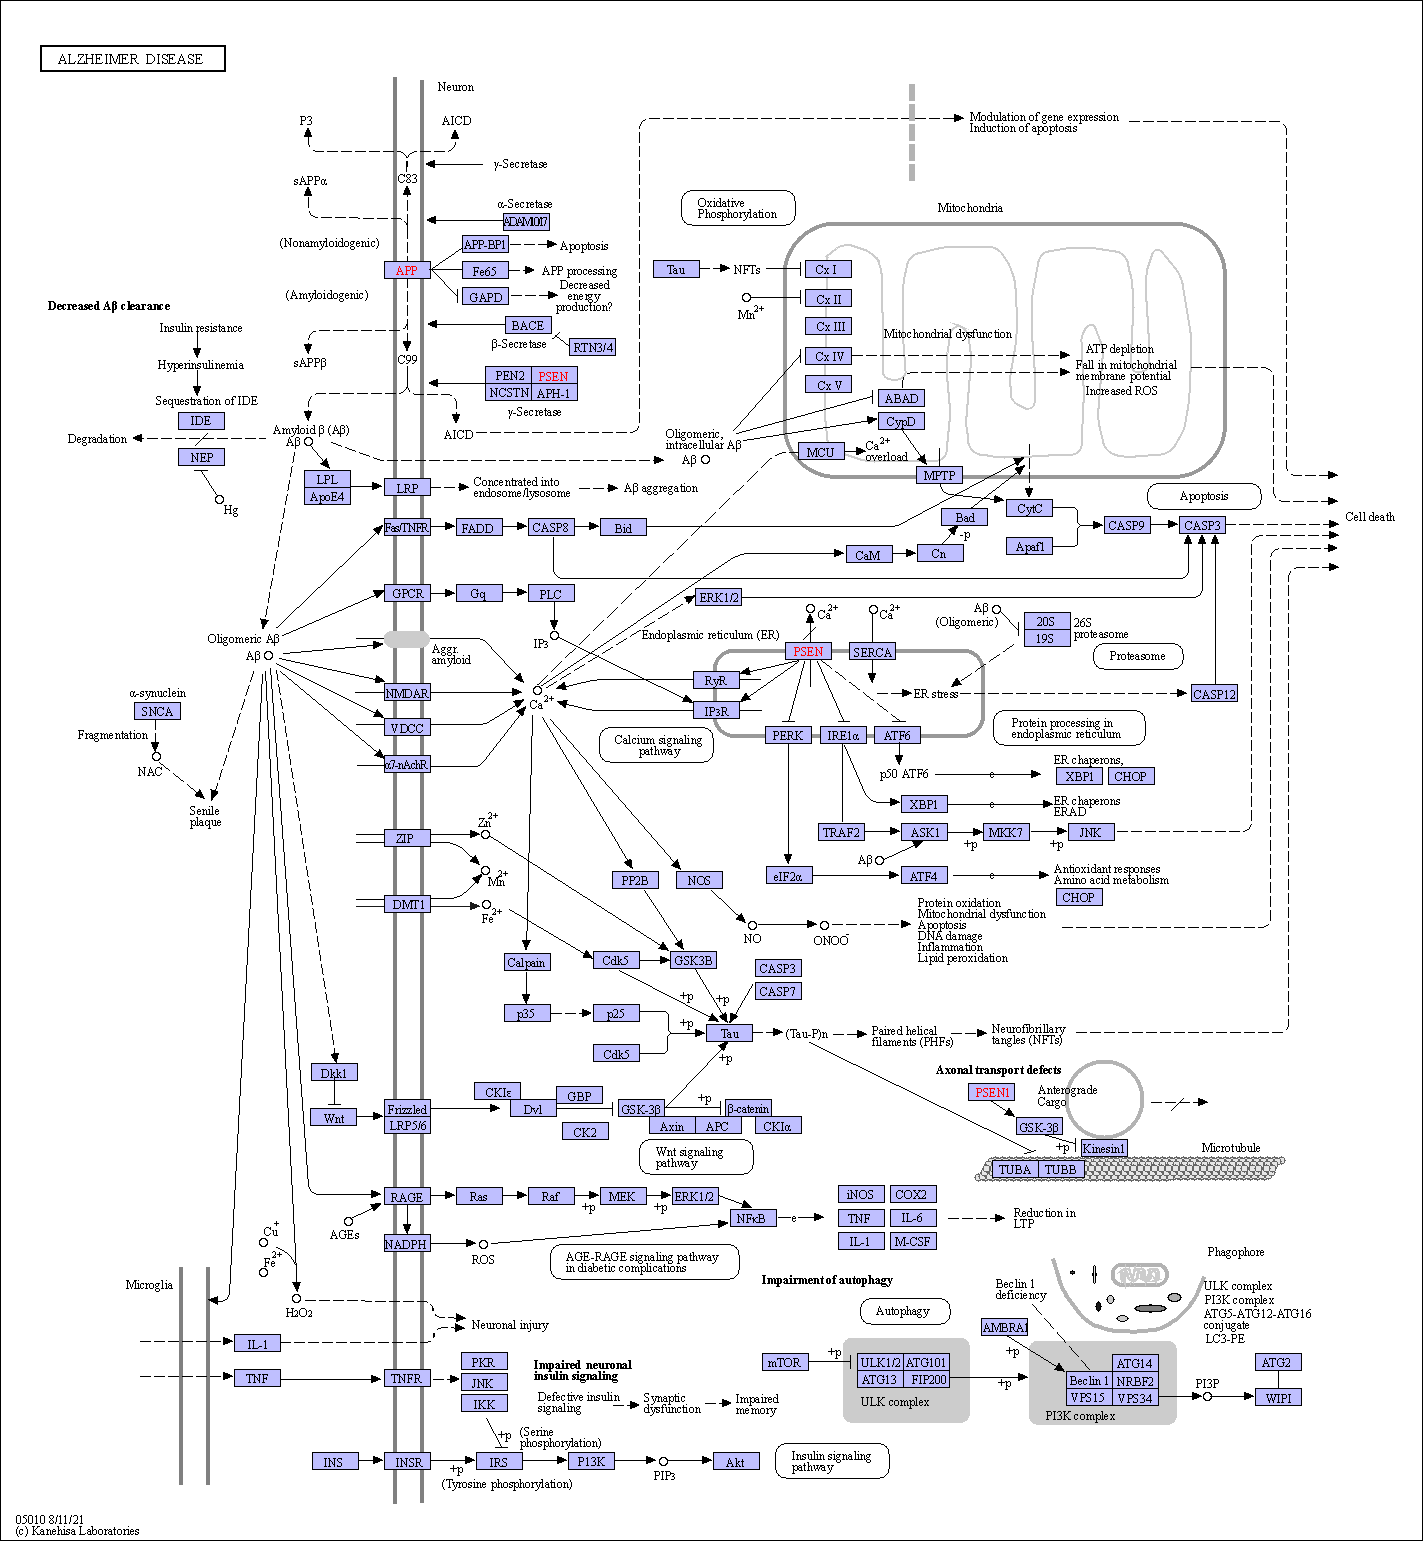 ALZHEIMER DISEASE
Neuron
P3
AICD
Modulation of gene expression
Induction of apoptosis
γ-Secretase
C83
sAPPα
α-Secretase
ADAM10/17
Oxidative
Phosphorylation
Mitochondria
(Nonamyloidogenic)
APP-BP1
Apoptosis
APP
Fe65
APP processing
Tau
NFTs
Cx I
(Amyloidogenic)
GAPD
Decreased
energy
production?
Mn2+
Cx II
Decreased Aβ clearance
Insulin resistance
BACE
β-Secretase
RTN3/4
Cx III
Mitochondrial dysfunction
Hyperinsulinemia
sAPPβ
C99
Cx IV
ATP depletion
Fall in mitochondrial
membrane potential
Increased ROS
PEN2
PSEN
NCSTN
APH-1
γ-Secretase
Cx V
ABAD
Sequestration of IDE
IDE
Degradation
Amyloid β (Aβ)
Aβ
AICD
Oligomeric,
intracellular Aβ
Aβ
CypD
NEP
Hg
MCU
Ca2+
overload
MPTP
LPL
ApoE4
LRP
Concentrated into
endosome/lysosome
Aβ aggregation
Apoptosis
Cell death
Fas/TNFR
FADD
CASP8
Bid
Bad
-p
CytC
Apaf1
CASP9
CASP3
CaM
Cn
GPCR
Gq
PLC
ERK1/2
IP3
Endoplasmic reticulum (ER)
Ca2+
Ca2+
Aβ
(Oligomeric)
20S
19S
26S
proteasome
Proteasome
Oligomeric Aβ
Aβ
Aggr.
amyloid
PSEN
SERCA
RyR
ER stress
CASP12
NMDAR
Ca2+
IP3R
α-synuclein
SNCA
Fragmentation
NAC
Senile
plaque
VDCC
α7-nAchR
Calcium signaling
pathway
PERK
IRE1α
ATF6
Protein processing in
endoplasmic reticulum
p50 ATF6
e
ER chaperons,
XBP1
CHOP
XBP1
e
ER chaperons
ERAD
ZIP
Zn2+
Mn2+
TRAF2
ASK1
+p
MKK7
+p
JNK
Aβ
PP2B
NOS
eIF2α
ATF4
e
Antioxidant responses
Amino acid metabolism
CHOP
DMT1
Fe2+
NO
ONOO-
Protein oxidation
Mitochondrial dysfunction
Apoptosis
DNA damage
Inflammation
Lipid peroxidation
Calpain
Cdk5
GSK3B
CASP3
CASP7
+p
+p
p35
p25
+p
Tau
(Tau-P)n
Paired helical
filaments (PHFs)
Neurofibrillary
tangles (NFTs)
Cdk5
+p
Dkk1
Axonal transport defects
PSEN1
Anterograde
Cargo
Wnt
Frizzled
LRP5/6
CKIε
Dvl
GBP
CK2
GSK-3β
+p
β-catenin
Axin
APC
CKIα
GSK-3β
+p
Kinesin1
Microtubule
TUBA
TUBB
Wnt signaling
pathway
RAGE
AGEs
Ras
Raf
+p
MEK
+p
ERK1/2
NFκB
e
iNOS
COX2
TNF
IL-6
IL-1
M-CSF
Reduction in
LTP
NADPH
ROS
AGE-RAGE signaling pathway
in diabetic complications
Cu+
Fe2+
H2O2
Microglia
Phagophore
Impairment of autophagy
Autophagy
Beclin 1
deficiency
ULK complex
PI3K complex
ATG5-ATG12-ATG16
conjugate
LC3-PE
Neuronal injury
IL-1
AMBRA1
+p
TNF
TNFR
PKR
JNK
IKK
Impaired neuronal
insulin signaling
Defective insulin
signaling
Synaptic
dysfunction
Impaired
memory
mTOR
+p
ULK1/2
ATG101
ATG13
FIP200
ULK complex
+p
ATG14
Beclin 1
NRBF2
VPS15
VPS34
PI3K complex
PI3P
ATG2
WIPI
+p
(Serine
phosphorylation)
INS
INSR
+p
(Tyrosine phosphorylation)
IRS
P13K
PIP3
Akt
Insulin signaling
pathway
05010 8/11/21
(c) Kanehisa Laboratories